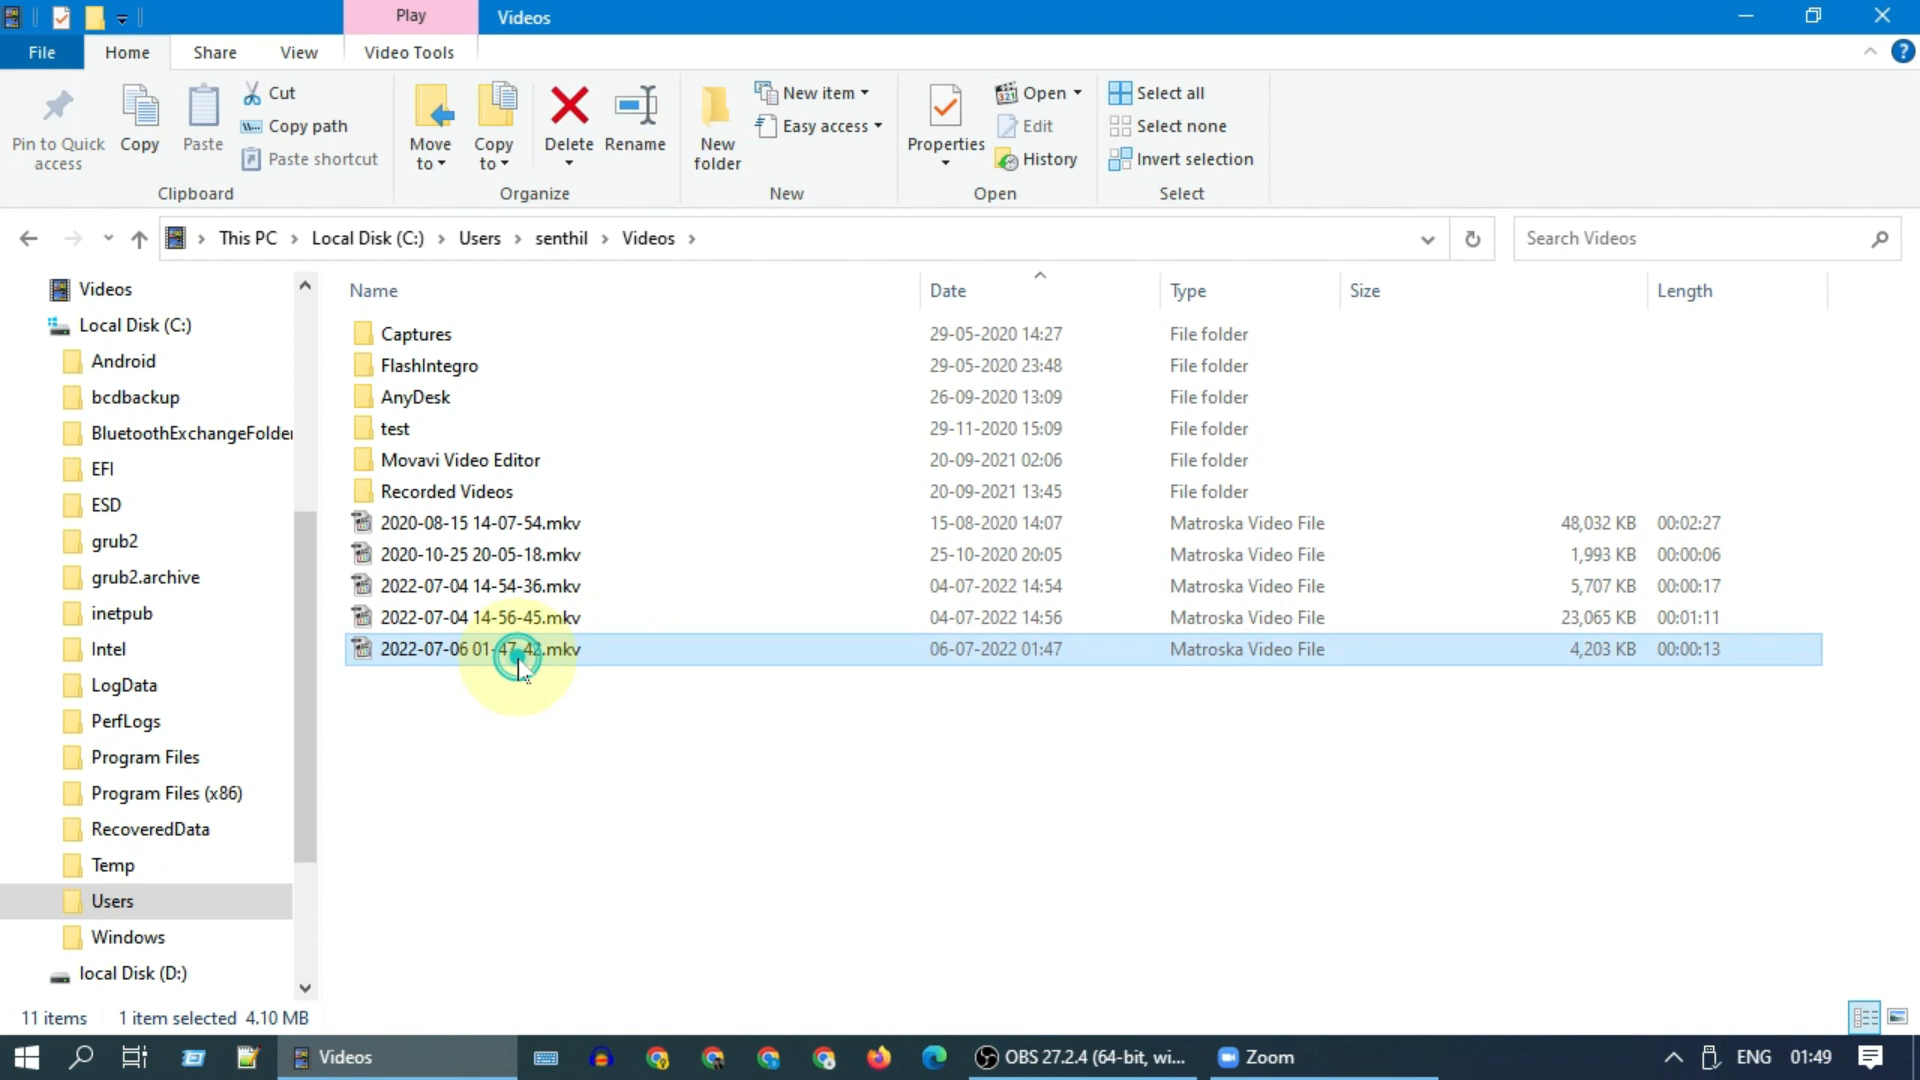 Play
Videos
File
Home
Share
View
Video Tools
Pin to Quick access
Copy
Paste
Cut
Copy path
Paste shortcut
Clipboard
Move to
Copy to
Delete
Rename
Organize
New folder
New item
Easy access
New
Properties
Open
Edit
History
Open
Select all
Select none
Invert selection
Select
This PC > Local Disk (C:) > Users > senthil > Videos >
Search Videos
Videos
Local Disk (C:)
Android
bcdbackup
BluetoothExchangeFolder
EFI
ESD
grub2
grub2.archive
inetpub
Intel
LogData
PerfLogs
Program Files
Program Files (x86)
RecoveredData
Temp
Users
Windows
local Disk (D:)
Name Date Type Size Length
Captures 29-05-2020 14:27 File folder
FlashIntegro 29-05-2020 23:48 File folder
AnyDesk 26-09-2020 13:09 File folder
test 29-11-2020 15:09 File folder
Movavi Video Editor 20-09-2021 02:06 File folder
Recorded Videos 20-09-2021 13:45 File folder
2020-08-15 14-07-54.mkv 15-08-2020 14:07 Matroska Video File 48,032 KB 00:02:27
2020-10-25 20-05-18.mkv 25-10-2020 20:05 Matroska Video File 1,993 KB 00:00:06
2022-07-04 14-54-36.mkv 04-07-2022 14:54 Matroska Video File 5,707 KB 00:00:17
2022-07-04 14-56-45.mkv 04-07-2022 14:56 Matroska Video File 23,065 KB 00:01:11
2022-07-06 01-47-42.mkv 06-07-2022 01:47 Matroska Video File 4,203 KB 00:00:13
11 items 1 item selected 4.10 MB
Videos
OBS 27.2.4 (64-bit, wi...
Zoom
ENG
01:49